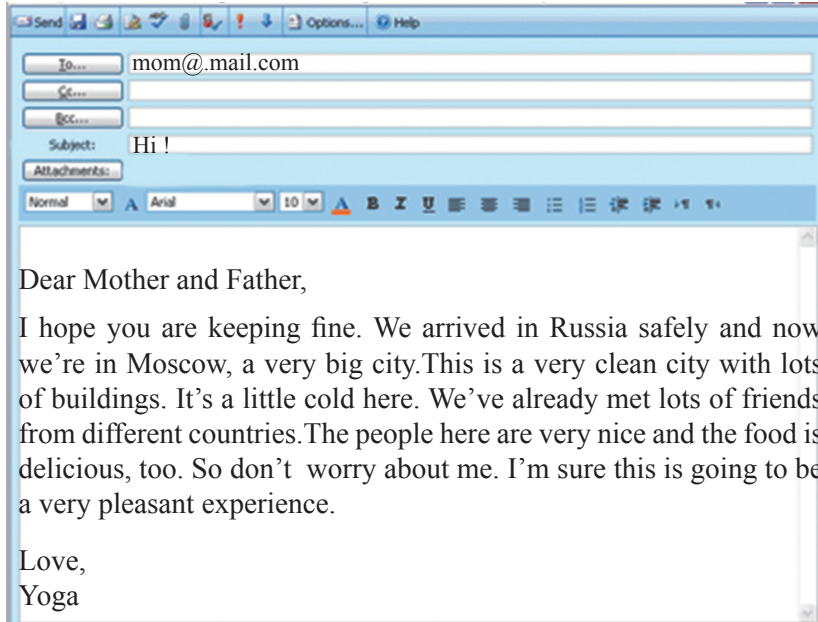 Send Options... Help
To... mom@.mail.com
Cc...
Bcc...
Subject: Hi !
Attachments:
Normal A Arial 10 A B I U
Dear Mother and Father,
I hope you are keeping fine. We arrived in Russia safely and now
we're in Moscow, a very big city.This is a very clean city with lots
of buildings. It's a little cold here. We've already met lots of friends
from different countries.The people here are very nice and the food is
delicious, too. So don't worry about me. I'm sure this is going to be
a very pleasant experience.
Love,
Yoga